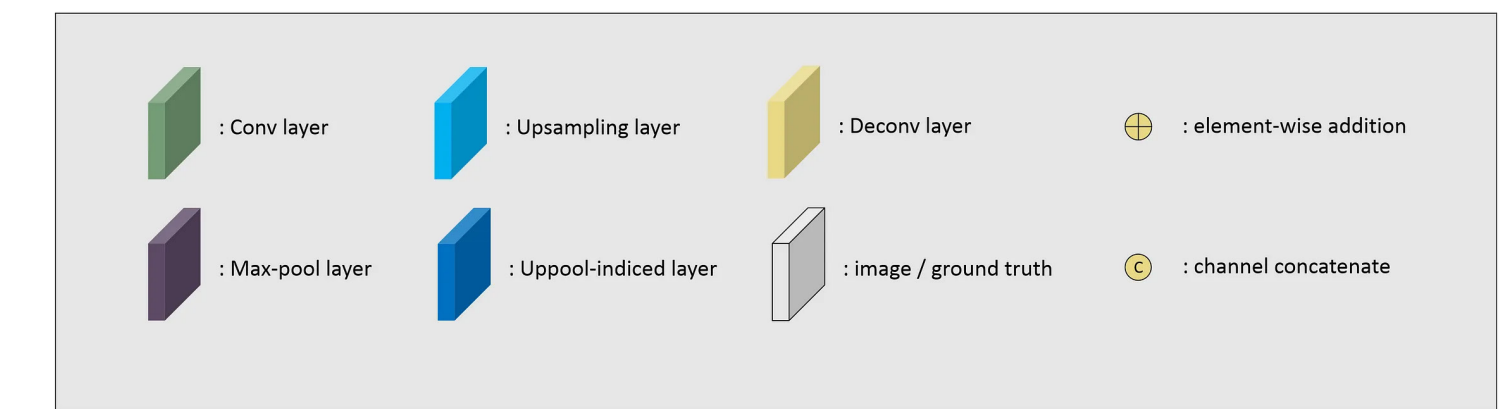 : Conv layer
: Upsampling layer
: Deconv layer
: element-wise addition
: Max-pool layer
: Uppool-indiced layer
: image / ground truth
C
: channel concatenate